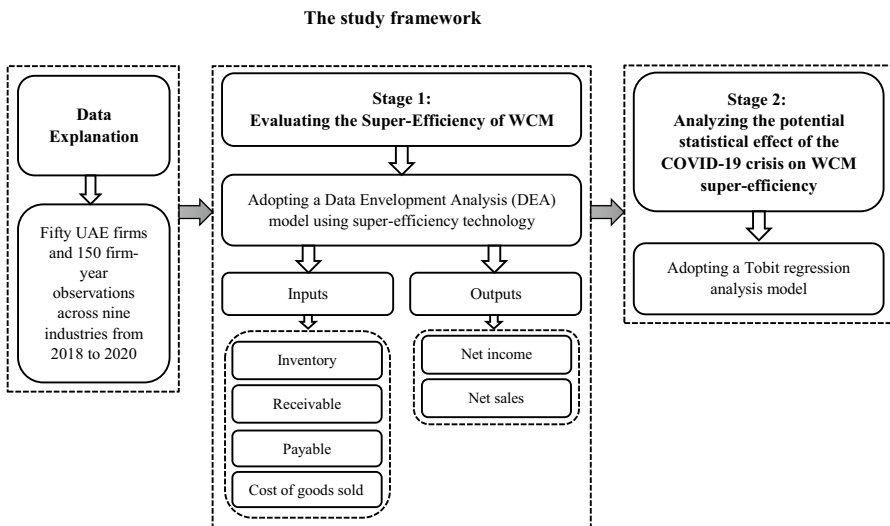 The study framework
Data
Explanation
Fifty UAE firms
and 150 firm-
year
observations
across nine
industries from
2018 to 2020
Stage 1:
Evaluating the Super-Efficiency of WCM
Adopting a Data Envelopment Analysis (DEA)
model using super-efficiency technology
Inputs
Outputs
Inventory
Receivable
Payable
Cost of goods sold
Net income
Net sales
Stage 2:
Analyzing the potential
statistical effect of the
COVID-19 crisis on WCM
super-efficiency
Adopting a Tobit regression
analysis model